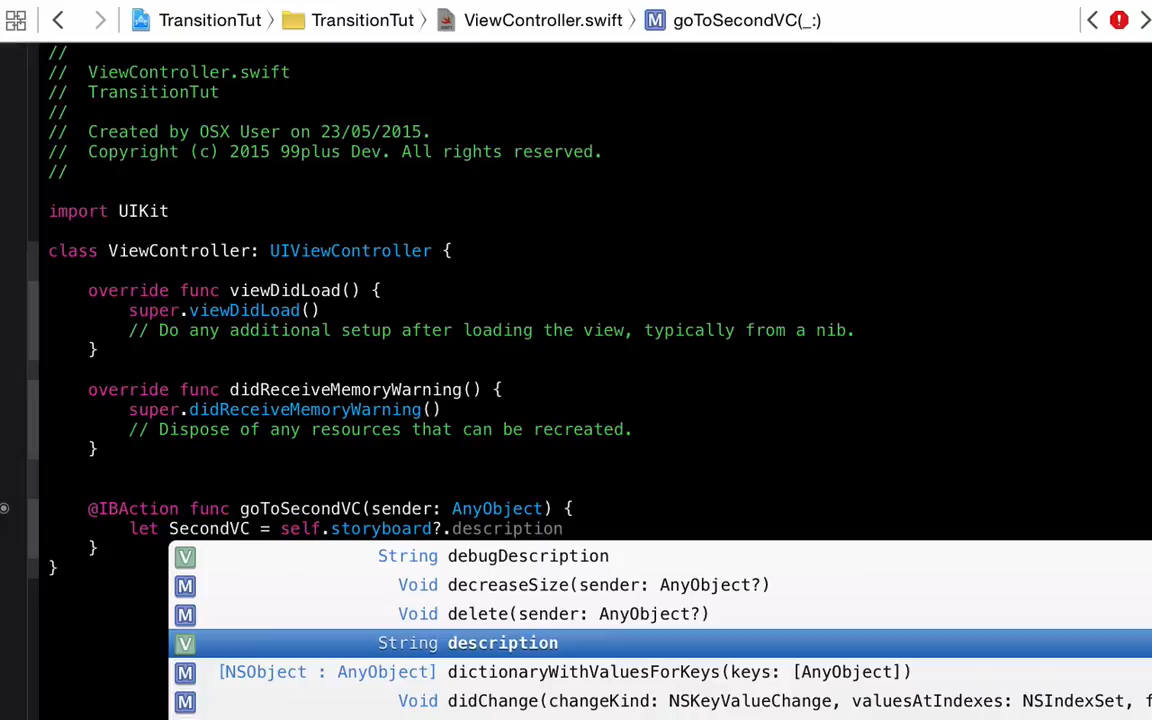 TransitionTut TransitionTut ViewController.swift M goToSecondVC(_:)
//
// ViewController.swift
// TransitionTut
//
// Created by OSX User on 23/05/2015.
// Copyright (c) 2015 99plus Dev. All rights reserved.
//
import UIKit
class ViewController: UIViewController {
override func viewDidLoad() {
super.viewDidLoad()
// Do any additional setup after loading the view, typically from a nib.
}
override func didReceiveMemoryWarning() {
super.didReceiveMemoryWarning()
// Dispose of any resources that can be recreated.
}
@IBAction func goToSecondVC(sender: AnyObject) {
let SecondVC = self.storyboard?.description
}
}
V String debugDescription
M Void decreaseSize(sender: AnyObject?)
M Void delete(sender: AnyObject?)
V String description
M [NSObject : AnyObject] dictionaryWithValuesForKeys(keys: [AnyObject])
M Void didChange(changeKind: NSKeyValueChange, valuesAtIndexes: NSIndexSet, f